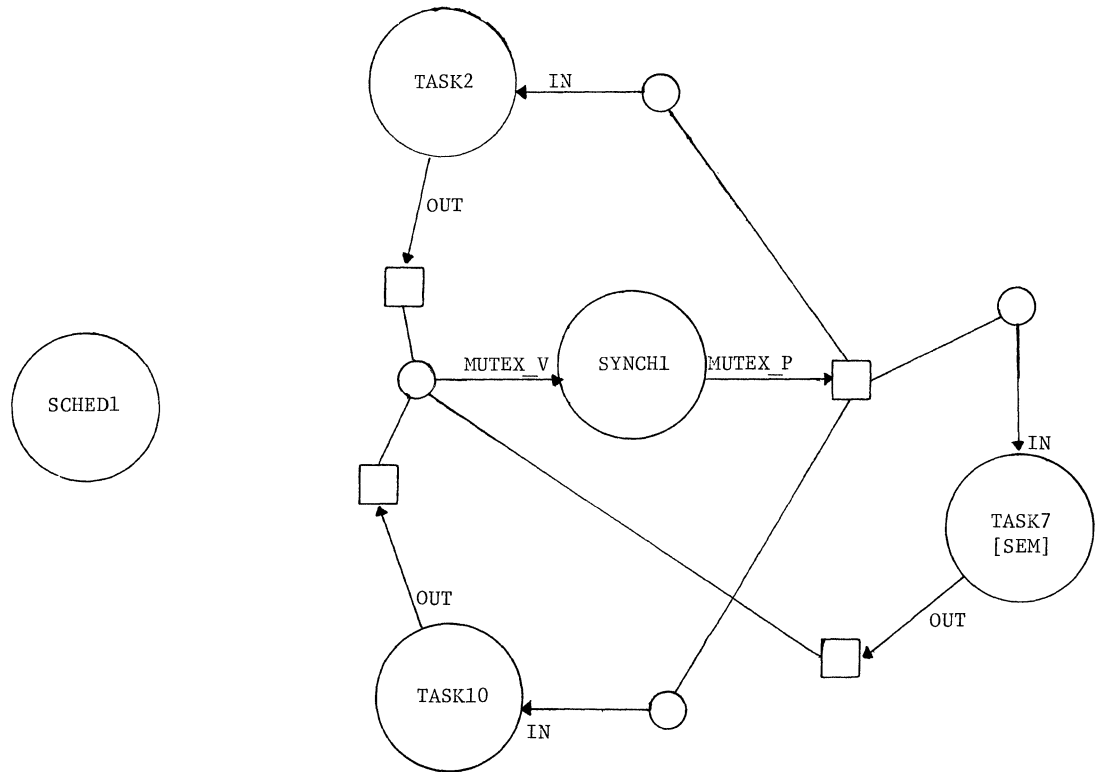 TASK2
IN
OUT
MUTEX_V
SYNCH1
MUTEX_P
SCHED1
IN
TASK7
[SEM]
OUT
OUT
TASK10
IN